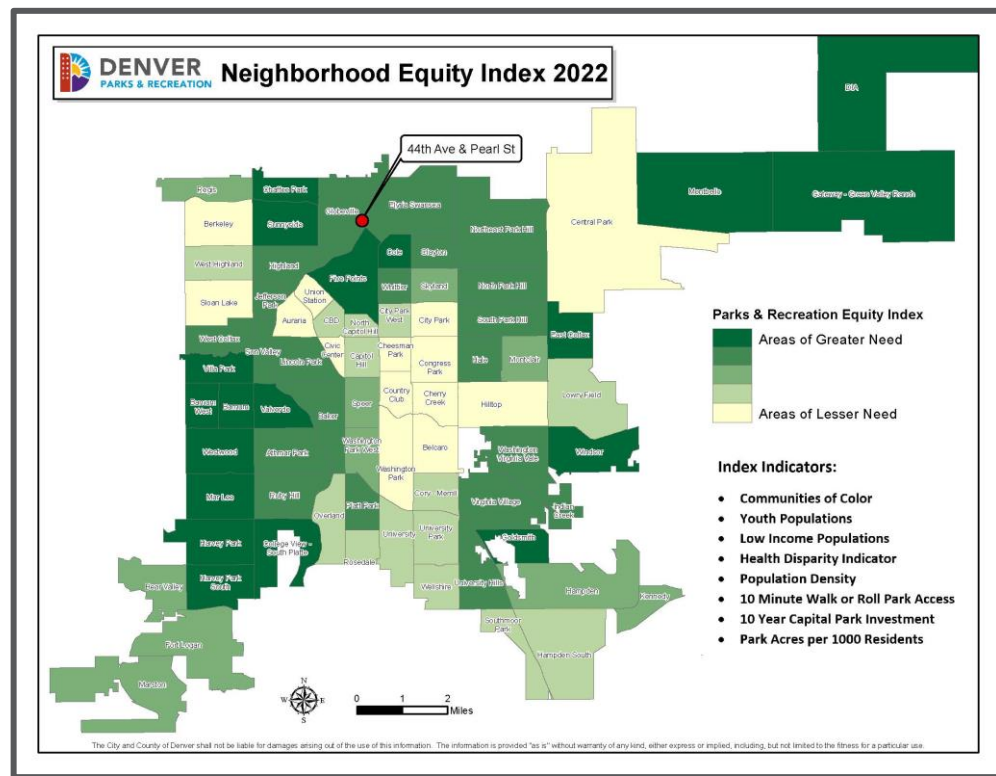 DENVER
PARKS & RECREATION
Neighborhood Equity Index 2022
44th Ave & Pearl St
DIA
Montbello
Gateway - Green Valley Ranch
Regis
Chaffee Park
Globeville
Elyria Swansea
Central Park
Berkeley
Sunnyside
Northeast Park Hill
West Highland
Highland
Cole
Clayton
Five Points
Sloan Lake
Jefferson Park
Union Station
Whittier
Skyland
North Park Hill
Auraria
CBD
North Capitol Hill
City Park West
City Park
South Park Hill
West Colfax
Sun Valley
Lincoln Park
Civic Center
Capitol Hill
Cheesman Park
Congress Park
Hale
Montclair
East Colfax
Villa Park
Barnum West
Barnum
Valverde
Baker
Speer
Country Club
Cherry Creek
Hilltop
Lowry Field
Westwood
Athmar Park
Washington Park West
Washington Park
Belcaro
Washington Virginia Vale
Windsor
Mar Lee
Ruby Hill
Overland
Platt Park
Cory - Merrill
Virginia Village
Indian Creek
Harvey Park
College View - South Platte
Rosedale
University
University Park
Goldsmith
Harvey Park South
Bear Valley
Wellshire
University Hills
Hampden
Kennedy
Fort Logan
Southmoor Park
Hampden South
Marston
Parks & Recreation Equity Index
Areas of Greater Need
Areas of Lesser Need
Index Indicators:
• Communities of Color
• Youth Populations
• Low Income Populations
• Health Disparity Indicator
• Population Density
• 10 Minute Walk or Roll Park Access
• 10 Year Capital Park Investment
• Park Acres per 1000 Residents
N
W E
S
0 1 2
Miles
The City and County of Denver shall not be liable for damages arising out of the use of this information. The information is provided "as is" without warranty of any kind, either express or implied, including, but not limited to the fitness for a particular use.